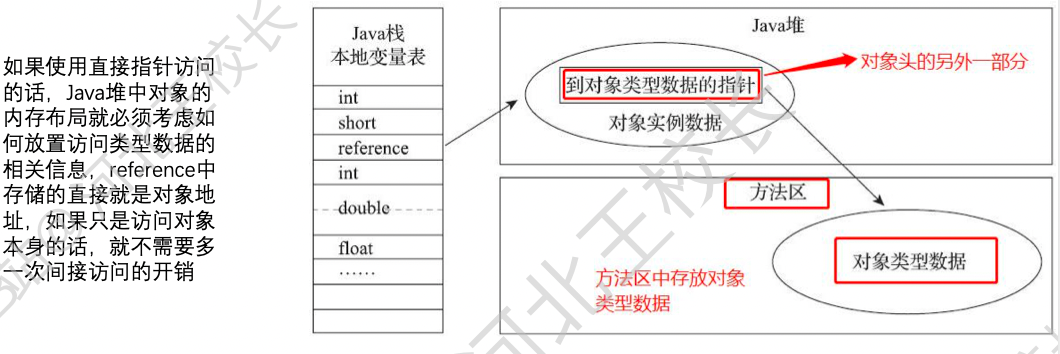 如果使用直接指针访问
的话，Java堆中对象的
内存布局就必须考虑如
何放置访问类型数据的
相关信息，reference中
存储的直接就是对象地
址，如果只是访问对象
本身的话，就不需要多
一次间接访问的开销
Java栈
本地变量表
int
short
reference
int
double
float
……
Java堆
到对象类型数据的指针
对象实例数据
对象头的另外一部分
方法区
对象类型数据
方法区中存放对象
类型数据
河北王校长